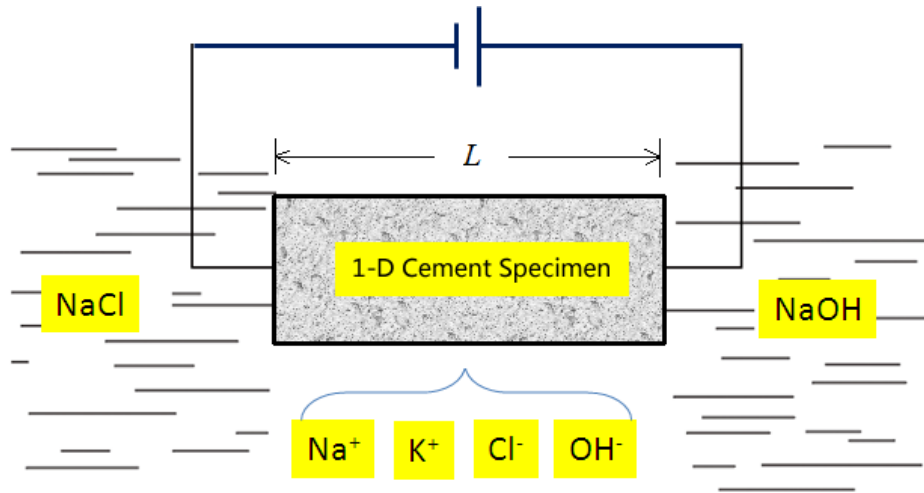 L
1-D Cement Specimen
NaCl
NaOH
Na⁺
K⁺
Cl⁻
OH⁻